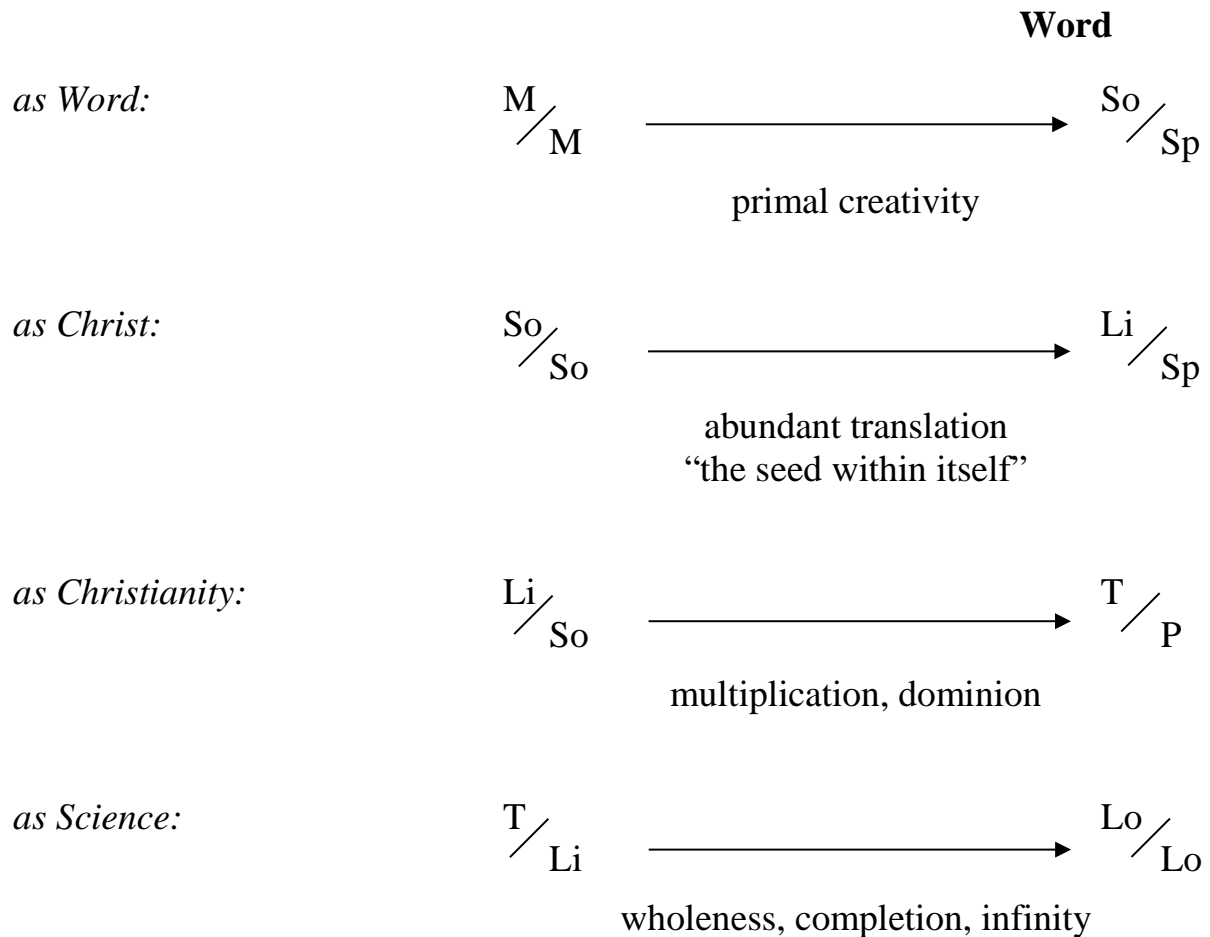 Word
as Word: M/M So/Sp
primal creativity
as Christ: So/So Li/Sp
abundant translation
“the seed within itself”
as Christianity: Li/So T/P
multiplication, dominion
as Science: T/Li Lo/Lo
wholeness, completion, infinity